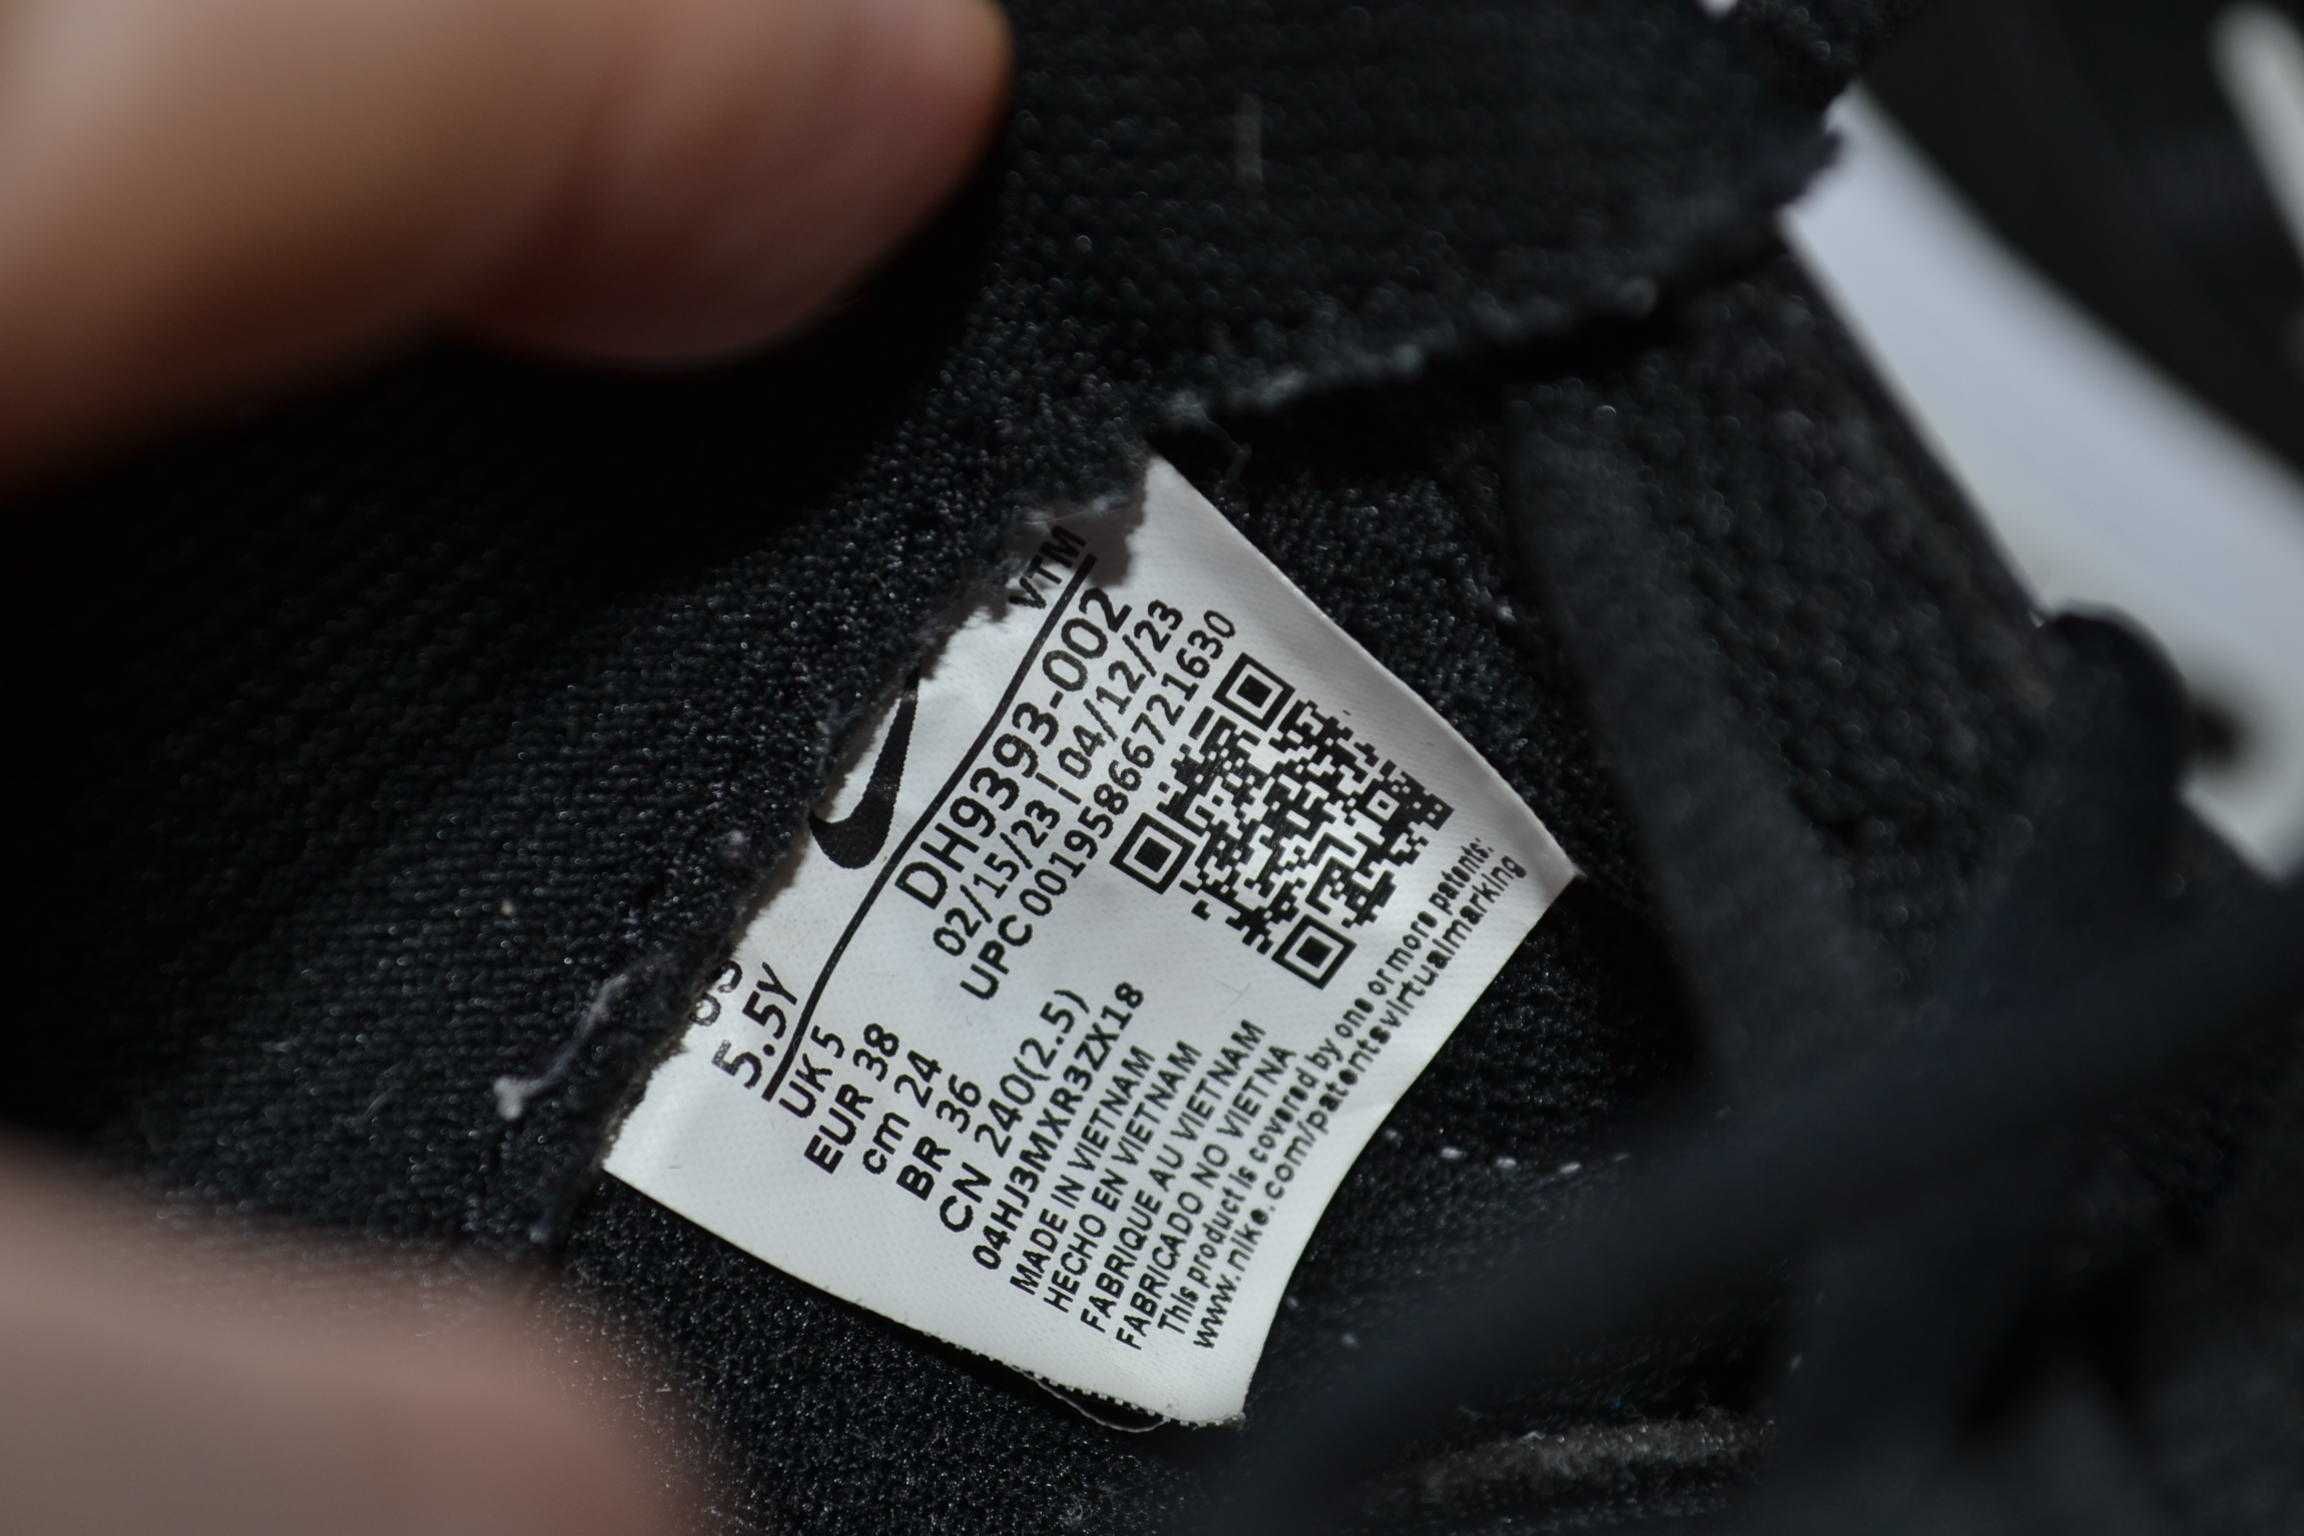 VTM
US
5.5Y
DH9393-002
02/15/23 | 04/12/23
UPC 00195866721630
UK 5
EUR 38
cm 24
BR 36
CN 240(2.5)
04HJ3MXR3ZX18
MADE IN VIETNAM
HECHO EN VIETNAM
FABRIQUE AU VIETNAM
FABRICADO NO VIETNA
This product is covered by one or more patents:
www.nike.com/patentsvirtualmarking